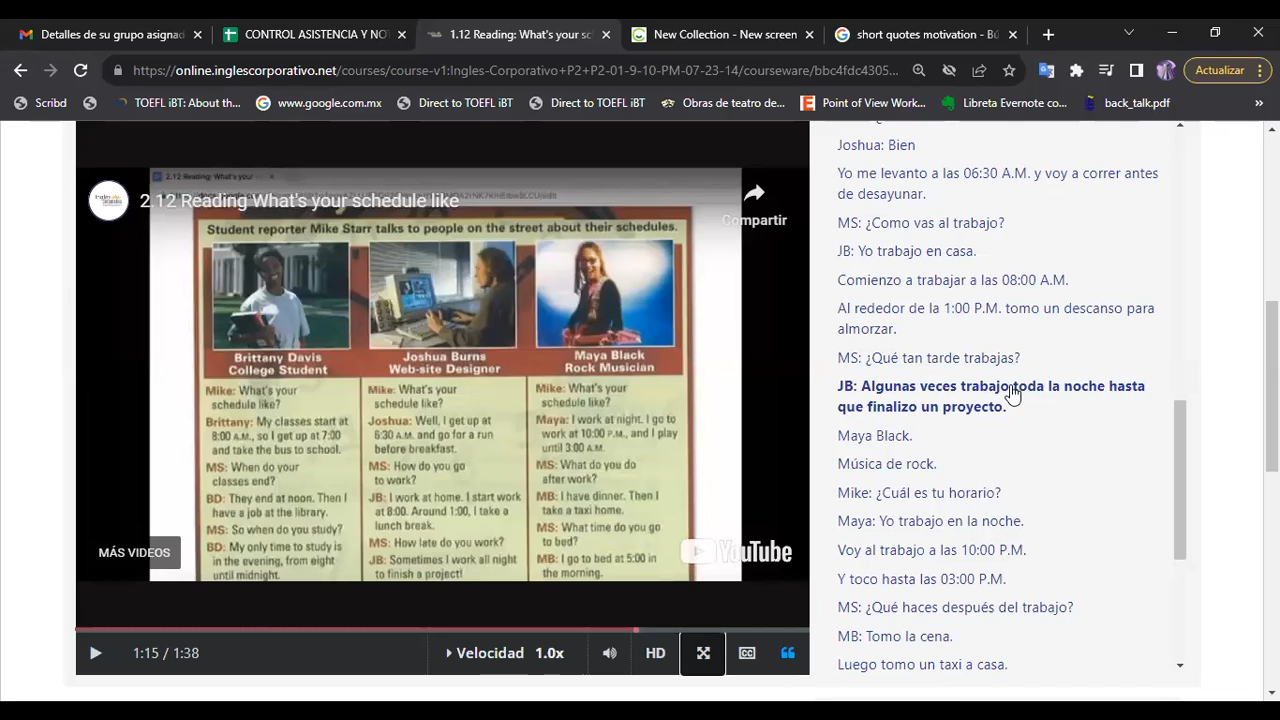 Detalles de su grupo asignad
CONTROL ASISTENCIA Y NOT
1.12 Reading: What's your sc
New Collection - New screen
short quotes motivation - Bú
https://online.inglescorporativo.net/courses/course-v1:Ingles-Corporativo+P2+P2-01-9-10-PM-07-23-14/courseware/bbc4fdc4305...
Actualizar
Scribd
TOEFL iBT: About th...
www.google.com.mx
Direct to TOEFL iBT
Direct to TOEFL iBT
Obras de teatro de...
Point of View Work...
Libreta Evernote co...
back_talk.pdf
2.12 Reading: What's your
2.12 Reading What's your schedule like
Compartir
Student reporter Mike Starr talks to people on the street about their schedules.
Brittany Davis
College Student
Mike: What's your
schedule like?
Brittany: My classes start at
8:00 A.M., so I get up at 7:00
and take the bus to school.
MS: When do your
classes end?
BD: They end at noon. Then I
have a job at the library.
MS: So when do you study?
BD: My only time to study is
in the evening, from eight
until midnight.
Joshua Burns
Web-site Designer
Mike: What's your
schedule like?
Joshua: Well, I get up at
6:30 A.M. and go for a run
before breakfast.
MS: How do you go
to work?
JB: I work at home. I start work
at 8:00. Around 1:00, I take a
lunch break.
MS: How late do you work?
JB: Sometimes I work all night
to finish a project!
Maya Black
Rock Musician
Mike: What's your
schedule like?
Maya: I work at night. I go to
work at 10:00 P.M., and I play
until 3:00 A.M.
MS: What do you do
after work?
MB: I have dinner. Then I
take a taxi home.
MS: What time do you go
to bed?
MB: I go to bed at 5:00 in
the morning.
MÁS VIDEOS
YouTube
1:15 / 1:38
Velocidad 1.0x
HD
CC
Joshua: Bien
Yo me levanto a las 06:30 A.M. y voy a correr antes
de desayunar.
MS: ¿Como vas al trabajo?
JB: Yo trabajo en casa.
Comienzo a trabajar a las 08:00 A.M.
Al rededor de la 1:00 P.M. tomo un descanso para
almorzar.
MS: ¿Qué tan tarde trabajas?
JB: Algunas veces trabajo toda la noche hasta
que finalizo un proyecto.
Maya Black.
Música de rock.
Mike: ¿Cuál es tu horario?
Maya: Yo trabajo en la noche.
Voy al trabajo a las 10:00 P.M.
Y toco hasta las 03:00 P.M.
MS: ¿Qué haces después del trabajo?
MB: Tomo la cena.
Luego tomo un taxi a casa.